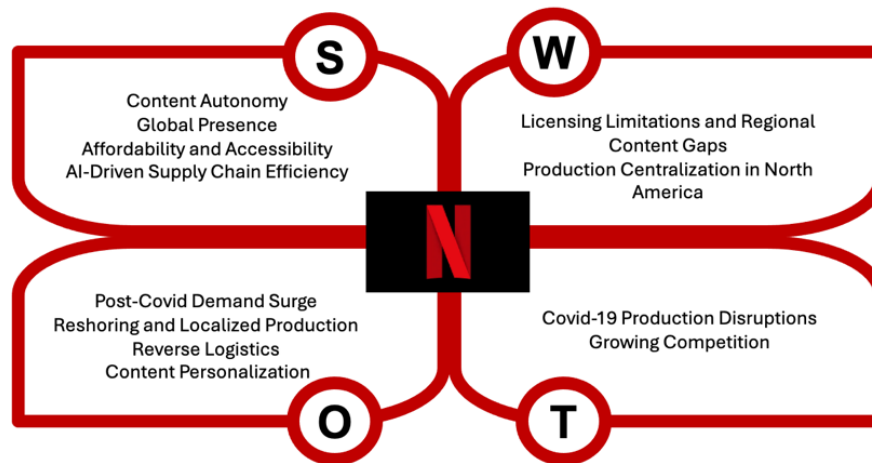 S
Content Autonomy
Global Presence
Affordability and Accessibility
AI-Driven Supply Chain Efficiency
W
Licensing Limitations and Regional
Content Gaps
Production Centralization in North
America
N
Post-Covid Demand Surge
Reshoring and Localized Production
Reverse Logistics
Content Personalization
O
Covid-19 Production Disruptions
Growing Competition
T